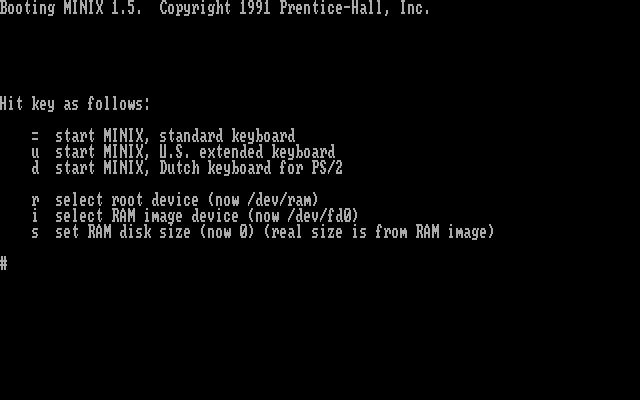 Booting MINIX 1.5.  Copyright 1991 Prentice-Hall, Inc.
Hit key as follows:
    =  start MINIX, standard keyboard
    u  start MINIX, U.S. extended keyboard
    d  start MINIX, Dutch keyboard for PS/2
    r  select root device (now /dev/ram)
    i  select RAM image device (now /dev/fd0)
    s  set RAM disk size (now 0) (real size is from RAM image)
#